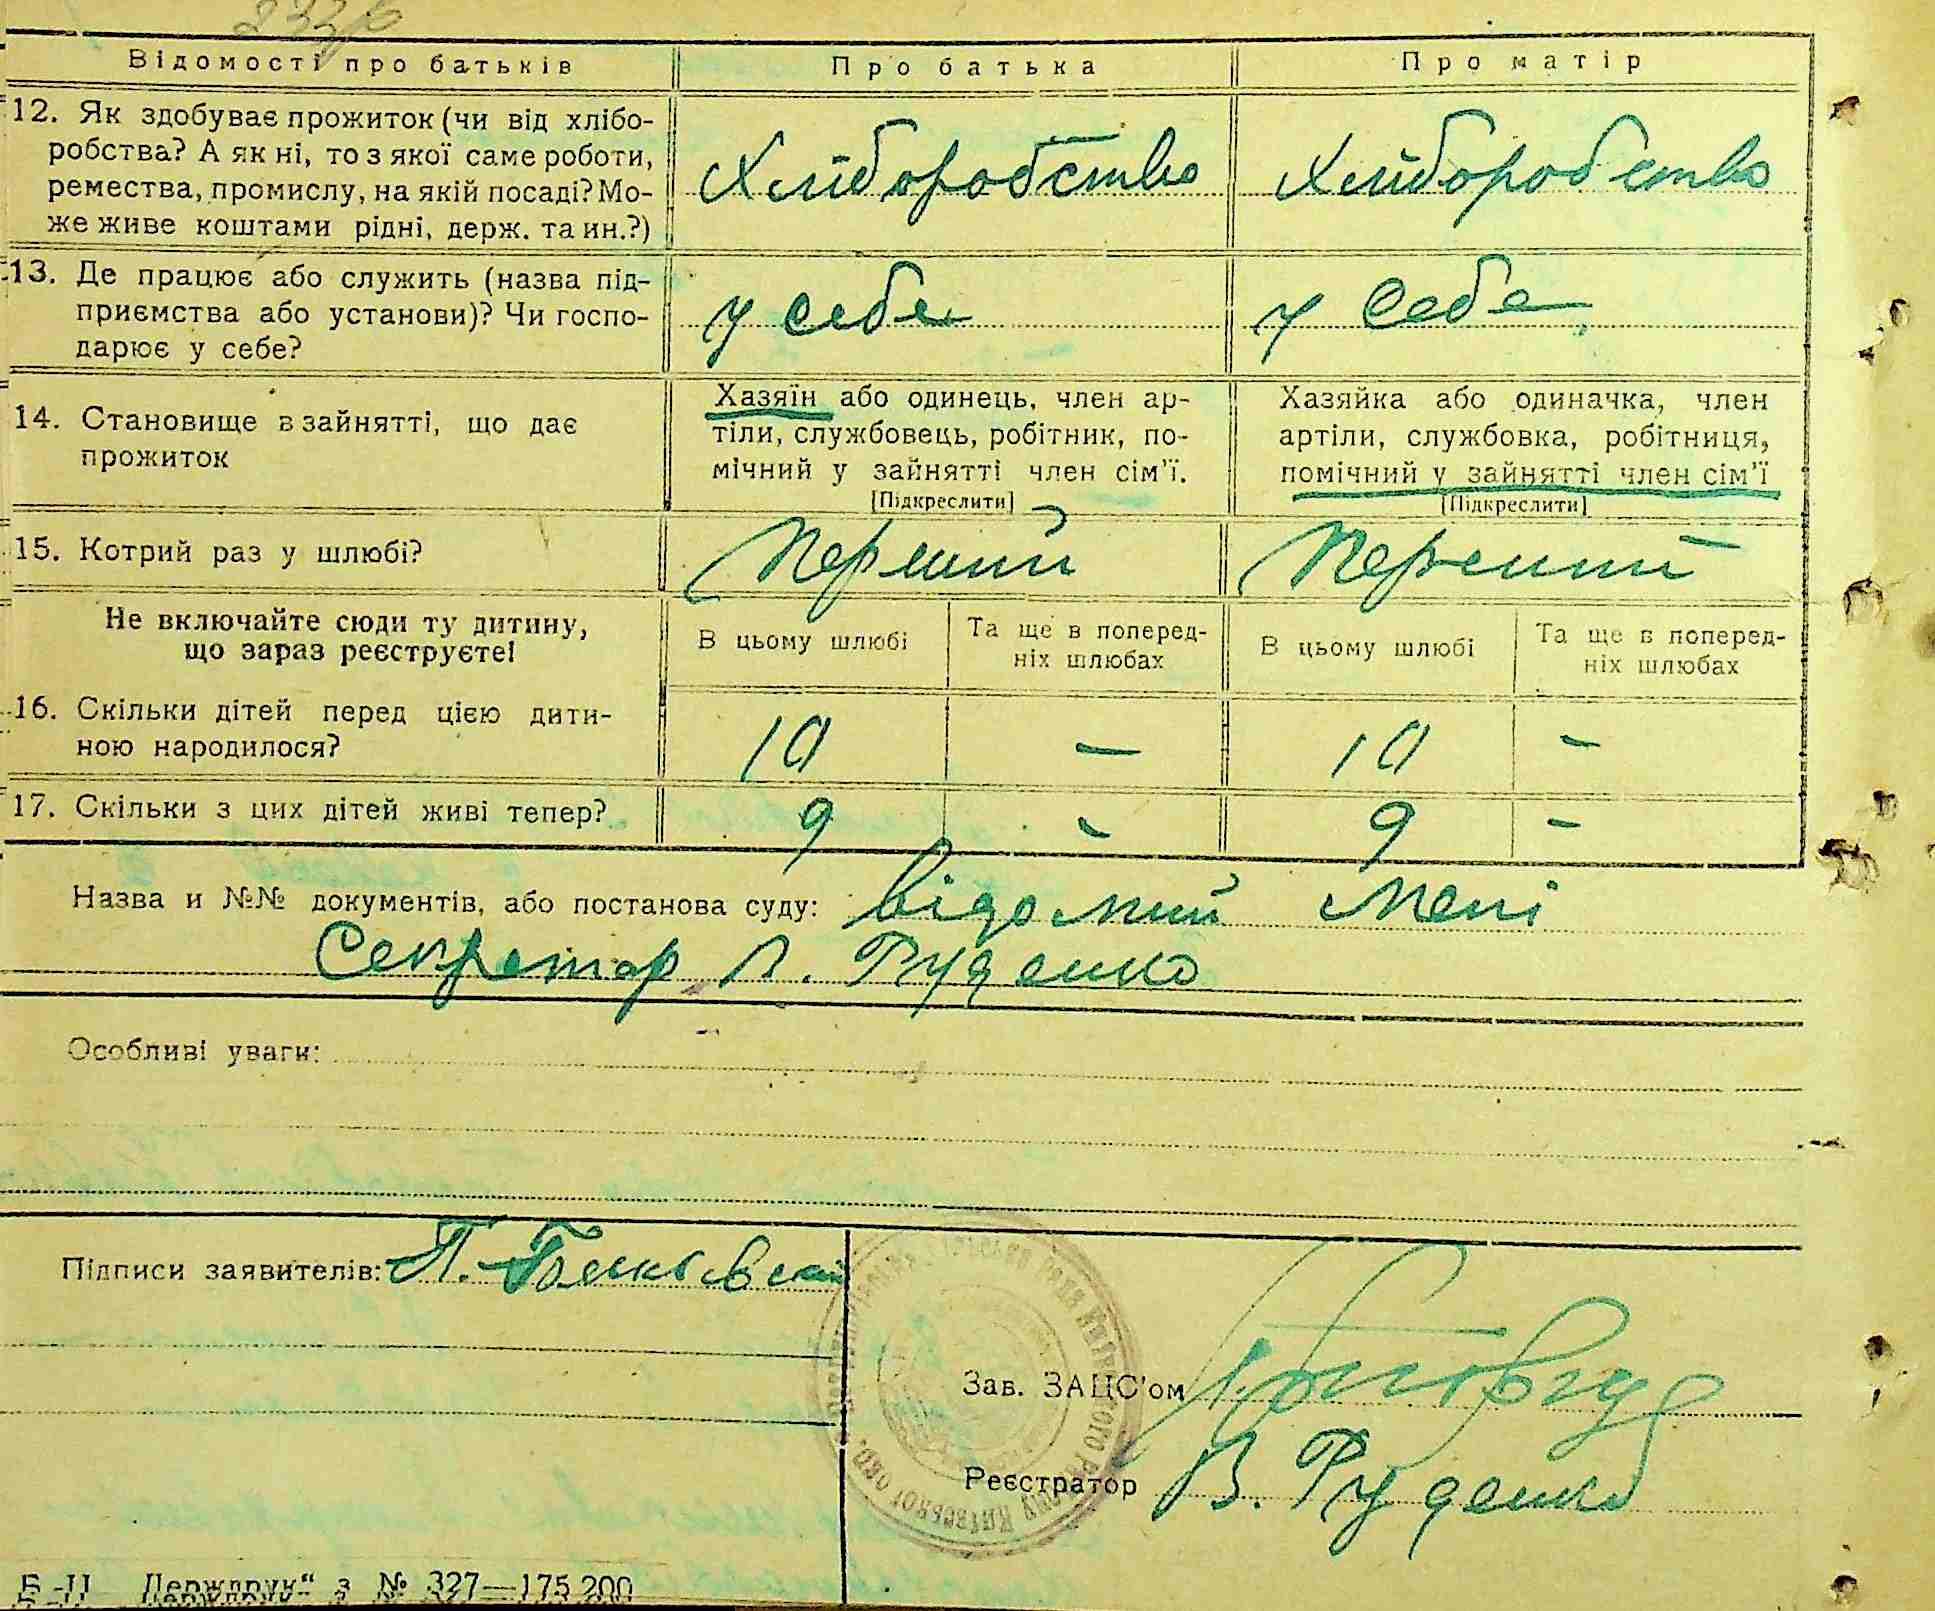 Відомості про батьків Про батька Про матір
12. Як здобуває прожиток (чи від хлібо-
робства? А як ні, то з якої саме роботи,
ремества, промислу, на якій посаді? Мо-
же живе коштами рідні, держ. та ин.?)
Хліборобство Хліборобство
13. Де працює або служить (назва під-
приємства або установи)? Чи госпо-
дарює у себе?
у себе у себе
14. Становище в зайнятті, що дає
прожиток
Хазяїн або одинець, член ар-
тіли, службовець, робітник, по-
мічний у зайнятті член сім'ї.
[Підкреслити]
Хазяйка або одиначка, член
артіли, службовка, робітниця,
помічний у зайнятті член сім'ї
[Підкреслити]
15. Котрий раз у шлюбі?
Перший Перший
Не включайте сюди ту дитину,
що зараз реєструєте!
В цьому шлюбі Та ще в поперед-
ніх шлюбах
В цьому шлюбі Та ще в поперед-
ніх шлюбах
16. Скільки дітей перед цією дити-
ною народилося?
10 — 10 —
17. Скільки з цих дітей живі тепер? 9 - 9 -
Назва и №№ документів, або постанова суду: Відомий мені
Секретар В. Руденко
Особливі уваги:
Підписи заявителів: П.
Зав. ЗАЦС'ом
Реєстратор В. Руденко
Б-Ц „Держдрук“ з № 327—175.200